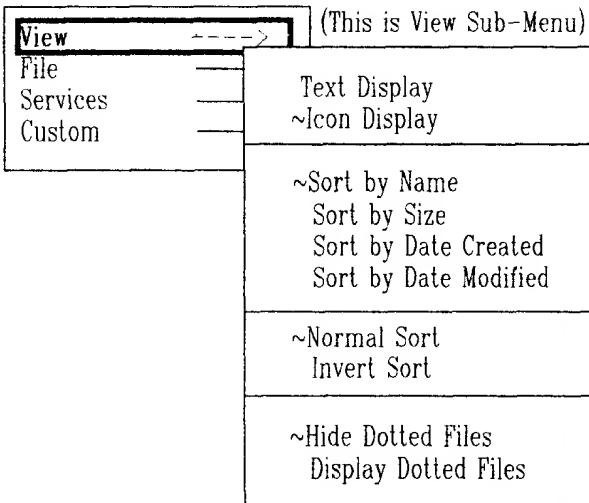 View
(This is View Sub-Menu)
File
Services
Custom
Text Display
~Icon Display
~Sort by Name
Sort by Size
Sort by Date Created
Sort by Date Modified
~Normal Sort
Invert Sort
~Hide Dotted Files
Display Dotted Files